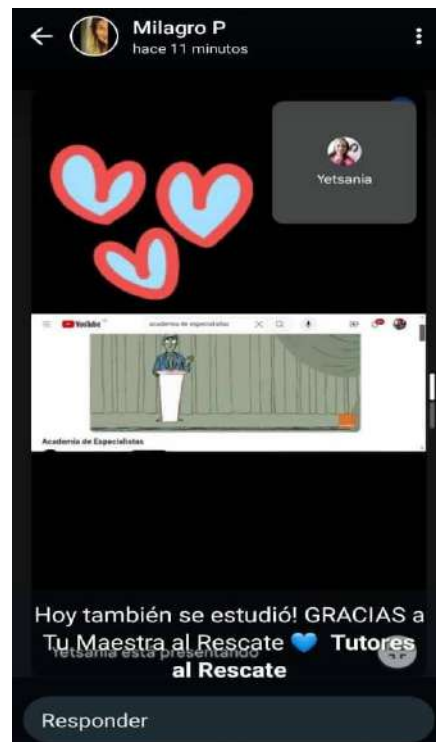 Milagro P
hace 11 minutos
Yetsania
YouTube
academia de especialistas
Academia de Especialistas
Hoy también se estudió! GRACIAS a
Tu Maestra al Rescate 💙 Tutores
Yetsania está presentando
al Rescate
Responder